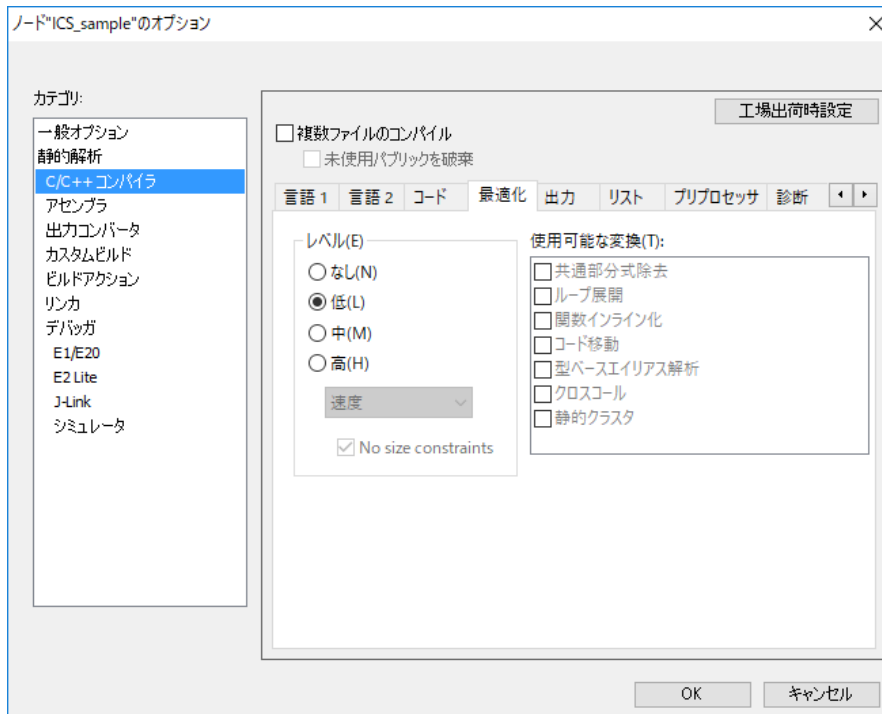 ノード"ICS_sample"のオプション
カテゴリ:
一般オプション
静的解析
C/C++ コンパイラ
アセンブラ
出力コンバータ
カスタムビルド
ビルドアクション
リンカ
デバッガ
E1/E20
E2 Lite
J-Link
シミュレータ
工場出荷時設定
複数ファイルのコンパイル
未使用パブリックを破棄
言語 1 言語 2 コード 最適化 出力 リスト プリプロセッサ 診断
レベル(E)
なし(N)
低(L)
中(M)
高(H)
速度
No size constraints
使用可能な変換(T):
共通部分式除去
ループ展開
関数インライン化
コード移動
型ベースエイリアス解析
クロスコール
静的クラスタ
OK キャンセル